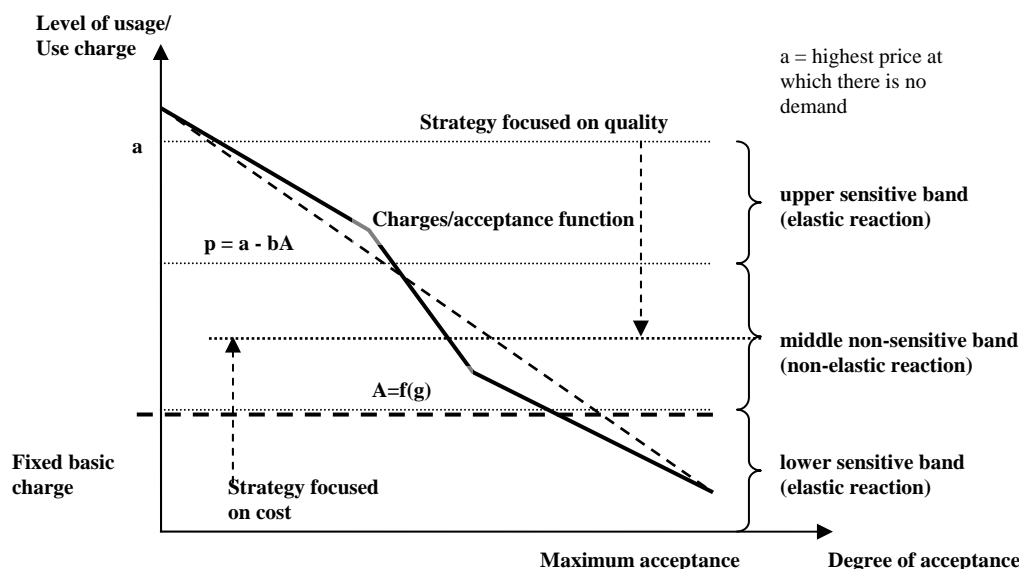 Level of usage/
Use charge
a = highest price at
which there is no
demand
Strategy focused on quality
a
upper sensitive band
(elastic reaction)
Charges/acceptance function
p = a - bA
middle non-sensitive band
(non-elastic reaction)
A=f(g)
Fixed basic
charge
Strategy focused
on cost
lower sensitive band
(elastic reaction)
Maximum acceptance
Degree of acceptance